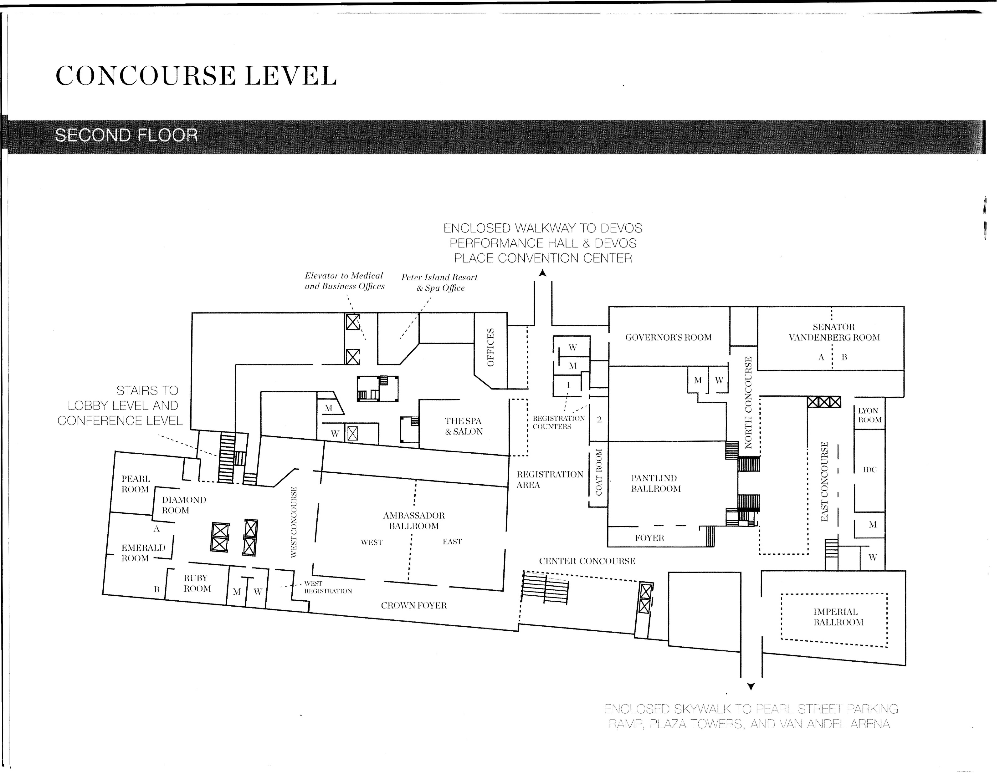 CONCOURSE LEVEL
SECOND FLOOR
ENCLOSED WALKWAY TO DEVOS
PERFORMANCE HALL & DEVOS
PLACE CONVENTION CENTER
Elevator to Medical
and Business Offices
Peter Island Resort
& Spa Office
OFFICES
W
M
1
GOVERNOR'S ROOM
SENATOR
VANDENBERG ROOM
A
B
M
W
NORTH CONCOURSE
STAIRS TO
LOBBY LEVEL AND
CONFERENCE LEVEL
M
W
THE SPA
& SALON
REGISTRATION
COUNTERS
2
LYON
ROOM
IDC
EAST CONCOURSE
M
W
PEARL
ROOM
DIAMOND
ROOM
A
EMERALD
ROOM
B
RUBY
ROOM
M
W
WEST CONCOURSE
WEST
REGISTRATION
AMBASSADOR
BALLROOM
WEST
EAST
CROWN FOYER
REGISTRATION
AREA
COAT ROOM
PANTLIND
BALLROOM
FOYER
CENTER CONCOURSE
IMPERIAL
BALLROOM
ENCLOSED SKYWALK TO PEARL STREET PARKING
RAMP, PLAZA TOWERS, AND VAN ANDEL ARENA